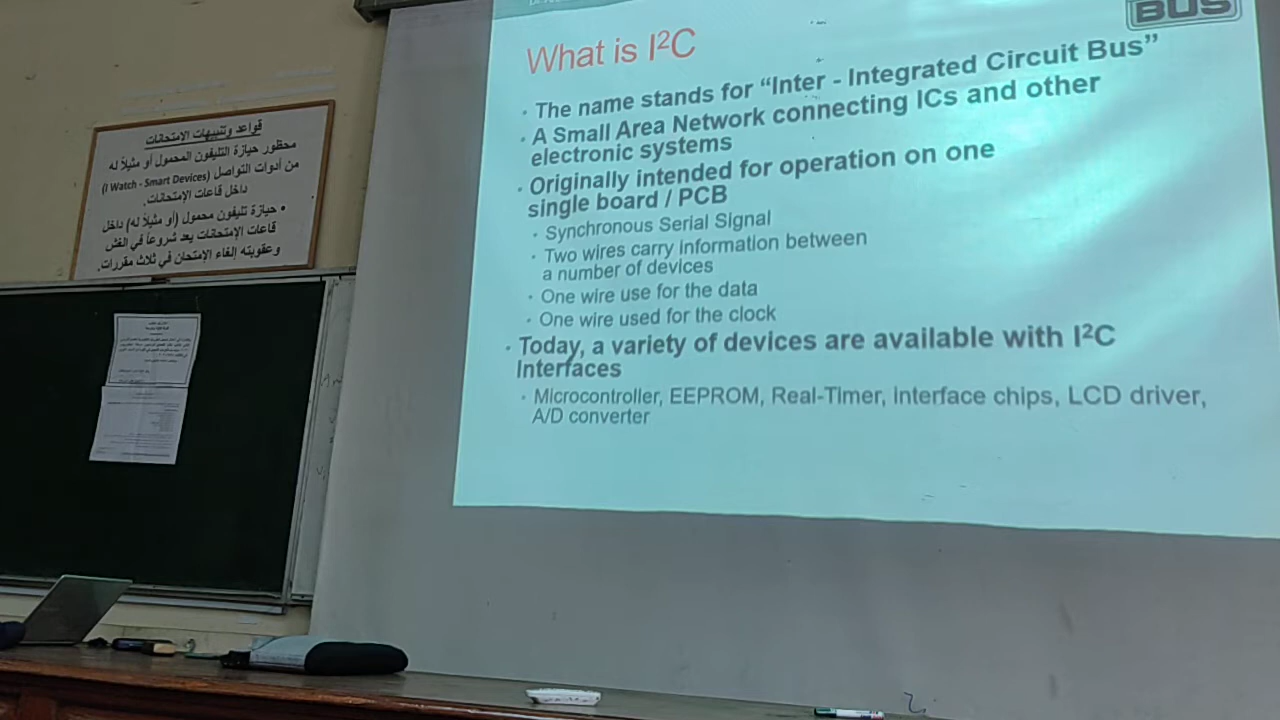 BUS
What is I²C
· The name stands for “Inter - Integrated Circuit Bus”
· A Small Area Network connecting ICs and other
electronic systems
· Originally intended for operation on one
single board / PCB
· Synchronous Serial Signal
· Two wires carry information between
a number of devices
· One wire use for the data
· One wire used for the clock
· Today, a variety of devices are available with I²C
Interfaces
· Microcontroller, EEPROM, Real-Timer, interface chips, LCD driver,
A/D converter
قواعد وتنبيهات الإمتحانات
محظور حيازة التليفون المحمول أو مثيلاً له
من أدوات التواصل (I Watch - Smart Devices)
داخل قاعات الإمتحانات.
• حيازة تليفون محمول (أو مثيلاً له) داخل
قاعات الإمتحانات يعد شروعاً في الغش
وعقوبته إلغاء الإمتحان في ثلاث مقررات.